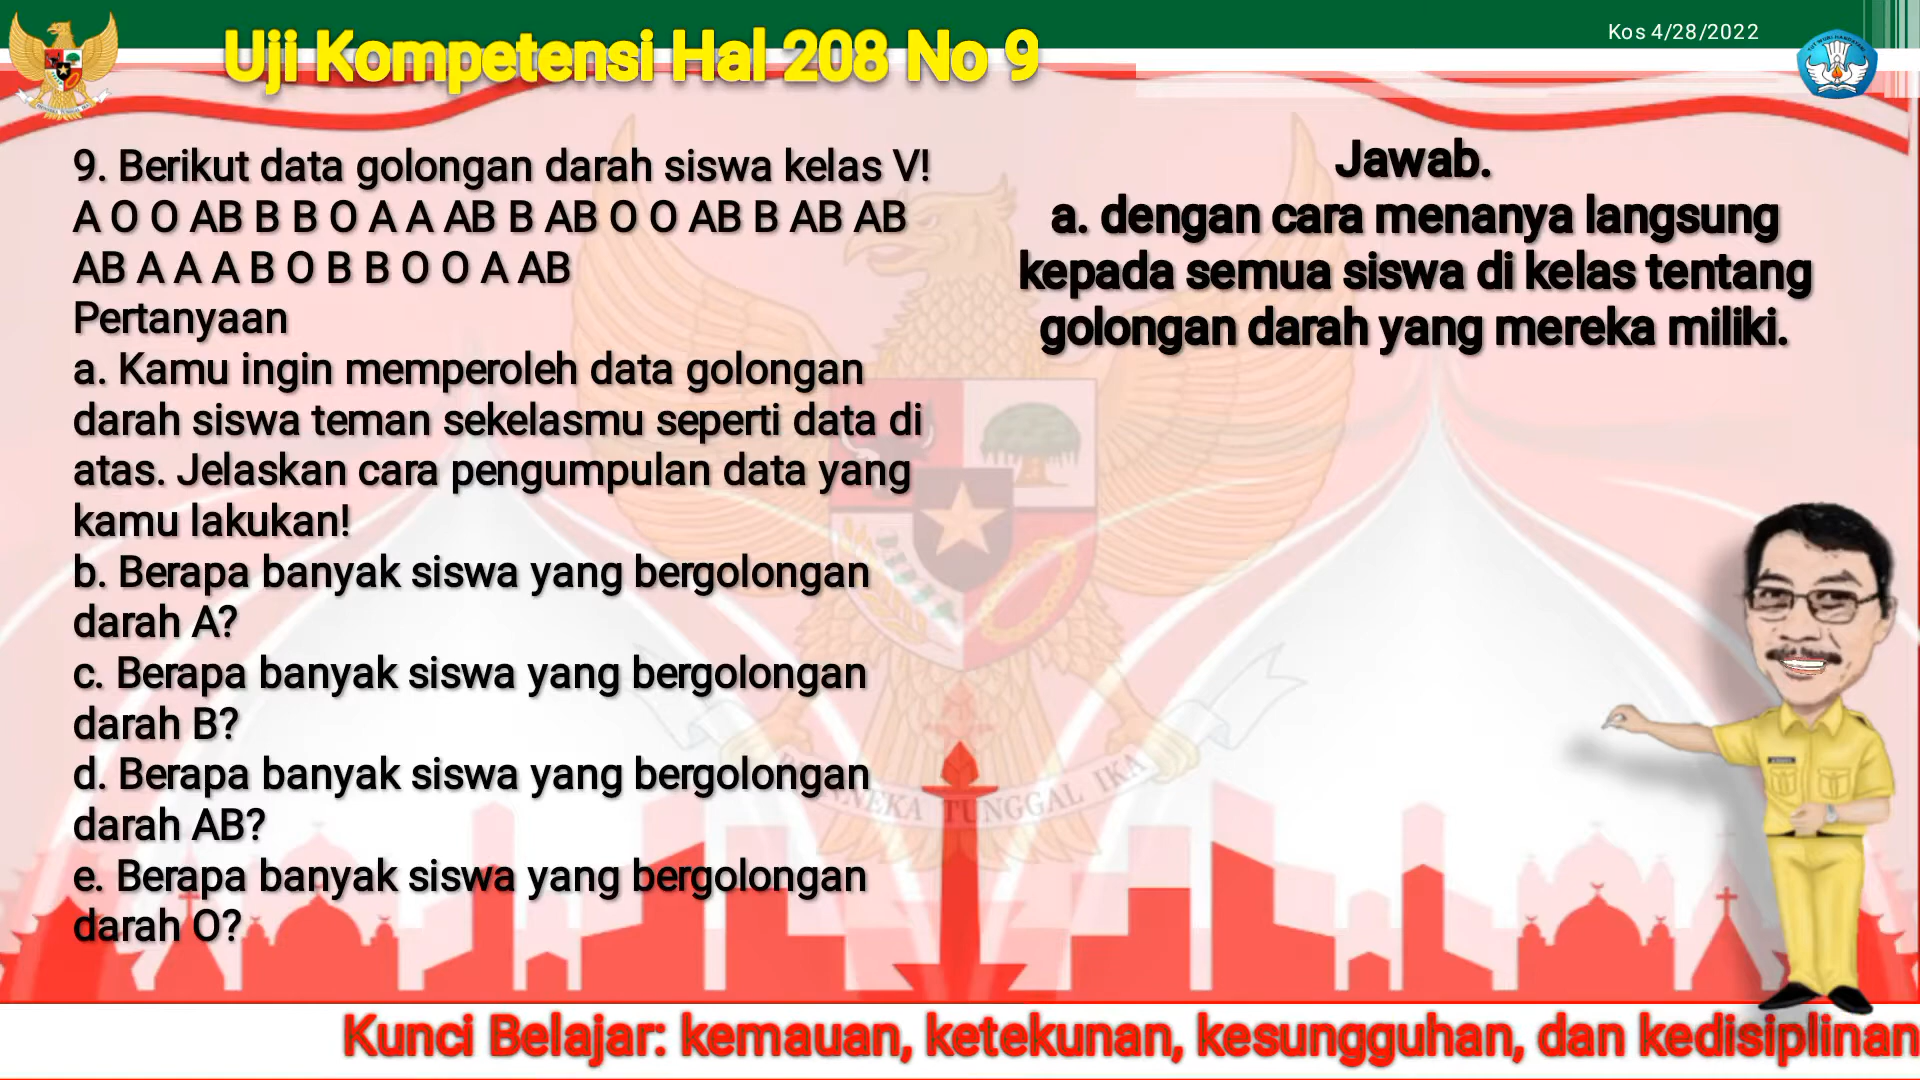 Uji Kompetensi Hal 208 No 9
Kos 4/28/2022
9. Berikut data golongan darah siswa kelas V!
A O O AB B B O A A AB B AB O O AB B AB AB
AB A A A B O B B O O A AB
Pertanyaan
a. Kamu ingin memperoleh data golongan
darah siswa teman sekelasmu seperti data di
atas. Jelaskan cara pengumpulan data yang
kamu lakukan!
b. Berapa banyak siswa yang bergolongan
darah A?
c. Berapa banyak siswa yang bergolongan
darah B?
d. Berapa banyak siswa yang bergolongan
darah AB?
e. Berapa banyak siswa yang bergolongan
darah O?
Jawab.
a. dengan cara menanya langsung
kepada semua siswa di kelas tentang
golongan darah yang mereka miliki.
TUNGGAL IKA
Kunci Belajar: kemauan, ketekunan, kesungguhan, dan kedisiplinan